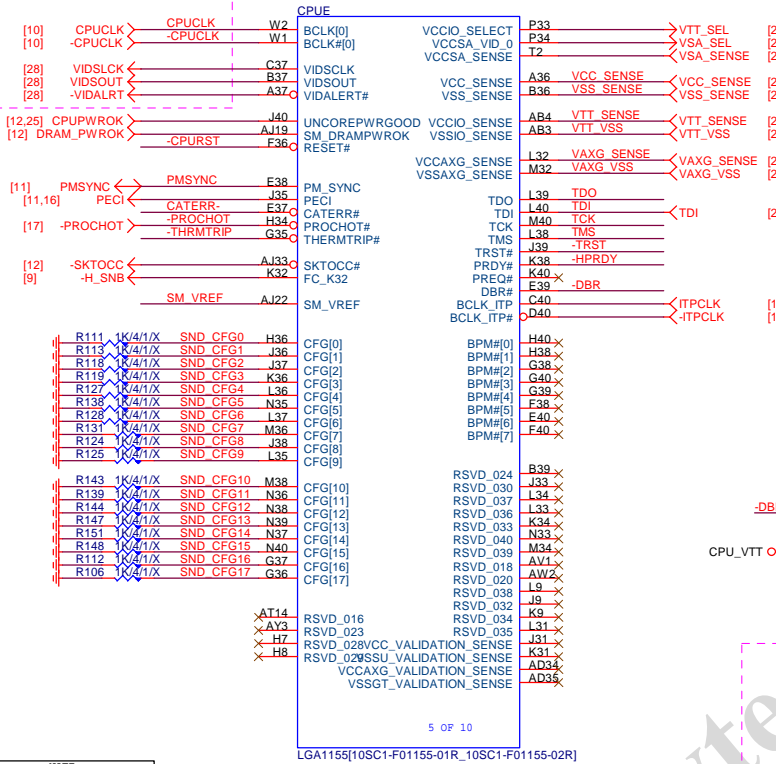 CPUE
[10] CPUCLK CPUCLK W2 BCLK[0] VCCIO_SELECT P33 VTT_SEL [2
[10] -CPUCLK -CPUCLK W1 BCLK#[0] VCCSA_VID_0 P34 VSA_SEL [2
VCCSA_SENSE T2 VSA_SENSE [2
[28] VIDSLCK C37 VIDSCLK
[28] VIDSOUT B37 VIDSOUT VCC_SENSE A36 VCC_SENSE VCC_SENSE [2
[28] -VIDALRT A37 VIDALERT# VSS_SENSE B36 VSS_SENSE VSS_SENSE [2
[12,25] CPUPWROK J40 UNCOREPWRGOOD VCCIO_SENSE AB4 VTT_SENSE VTT_SENSE [2
[12] DRAM_PWROK AJ19 SM_DRAMPWROK VSSIO_SENSE AB3 VTT_VSS VTT_VSS [2
-CPURST F36 RESET#
VCCAXG_SENSE L32 VAXG_SENSE VAXG_SENSE [2
VSSAXG_SENSE M32 VAXG_VSS VAXG_VSS [2
[11] PMSYNC PMSYNC E38 PM_SYNC
[11,16] PECI J35 PECI TDO L39 TDO
CATERR- E37 CATERR# TDI L40 TDI TDI [2
[17] -PROCHOT -PROCHOT H34 PROCHOT# TCK M40 TCK
-THRMTRIP G35 THERMTRIP# TMS L38 TMS
TRST# J39 -TRST
[12] -SKTOCC AJ33 SKTOCC# PRDY# K38 -HPRDY
[9] -H_SNB K32 FC_K32 PREQ# K40
DBR# E39 -DBR
SM_VREF AJ22 SM_VREF BCLK_ITP C40 ITPCLK [1
BCLK_ITP# D40 -ITPCLK [1
R111 1K/4/1/X SND_CFG0 H36 CFG[0] BPM#[0] H40
R113 1K/4/1/X SND_CFG1 J36 CFG[1] BPM#[1] H38
R118 1K/4/1/X SND_CFG2 J37 CFG[2] BPM#[2] G38
R119 1K/4/1/X SND_CFG3 K36 CFG[3] BPM#[3] G40
R127 1K/4/1/X SND_CFG4 L36 CFG[4] BPM#[4] G39
R138 1K/4/1/X SND_CFG5 N35 CFG[5] BPM#[5] F38
R128 1K/4/1/X SND_CFG6 L37 CFG[6] BPM#[6] E40
R131 1K/4/1/X SND_CFG7 M36 CFG[7] BPM#[7] F40
R124 1K/4/1/X SND_CFG8 J38 CFG[8]
R125 1K/4/1/X SND_CFG9 L35 CFG[9]
RSVD_024 B39
R143 1K/4/1/X SND_CFG10 M38 CFG[10] RSVD_030 J33
R139 1K/4/1/X SND_CFG11 N36 CFG[11] RSVD_037 L34
R144 1K/4/1/X SND_CFG12 N38 CFG[12] RSVD_036 L33 -DB
R147 1K/4/1/X SND_CFG13 N39 CFG[13] RSVD_033 K34
R151 1K/4/1/X SND_CFG14 N37 CFG[14] RSVD_040 N33
R148 1K/4/1/X SND_CFG15 N40 CFG[15] RSVD_039 M34 CPU_VTT
R112 1K/4/1/X SND_CFG16 G37 CFG[16] RSVD_018 AV1
R106 1K/4/1/X SND_CFG17 G36 CFG[17] RSVD_020 AW2
RSVD_038 L9
RSVD_032 J9
AT14 RSVD_016 RSVD_034 K9
AY3 RSVD_023 RSVD_035 L31
H7 RSVD_028 VCC_VALIDATION_SENSE J31
H8 RSVD_029 VSSU_VALIDATION_SENSE K31
VCCAXG_VALIDATION_SENSE AD34
VSSGT_VALIDATION_SENSE AD35
5 OF 10
LGA1155[10SC1-F01155-01R_10SC1-F01155-02R]